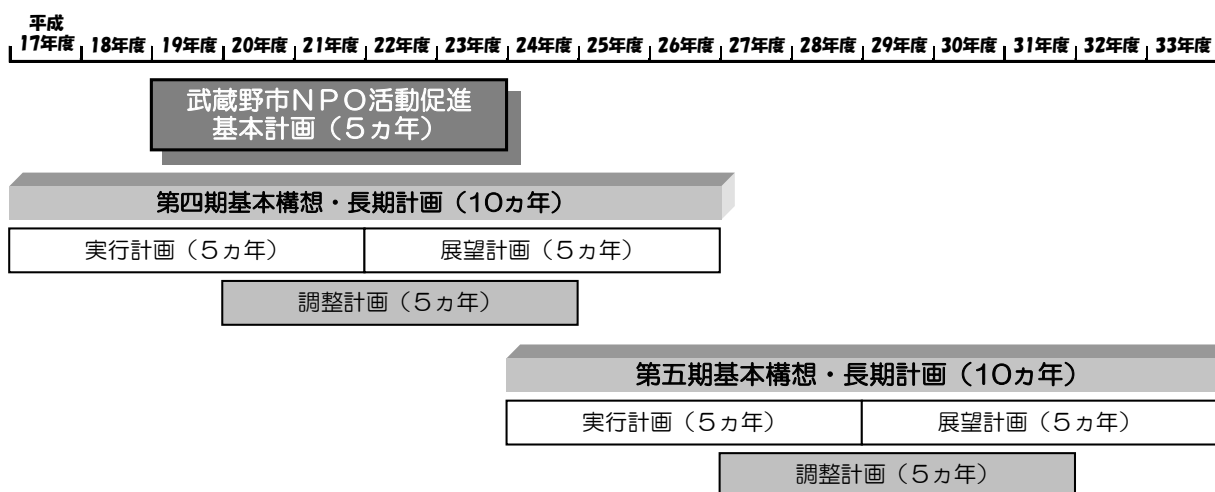 平成
17年度 18年度 19年度 20年度 21年度 22年度 23年度 24年度 25年度 26年度 27年度 28年度 29年度 30年度 31年度 32年度 33年度
武蔵野市ＮＰＯ活動促進
基本計画（５ヵ年）
第四期基本構想・長期計画（10ヵ年）
実行計画（５ヵ年） 展望計画（５ヵ年）
調整計画（５ヵ年）
第五期基本構想・長期計画（10ヵ年）
実行計画（５ヵ年） 展望計画（５ヵ年）
調整計画（５ヵ年）